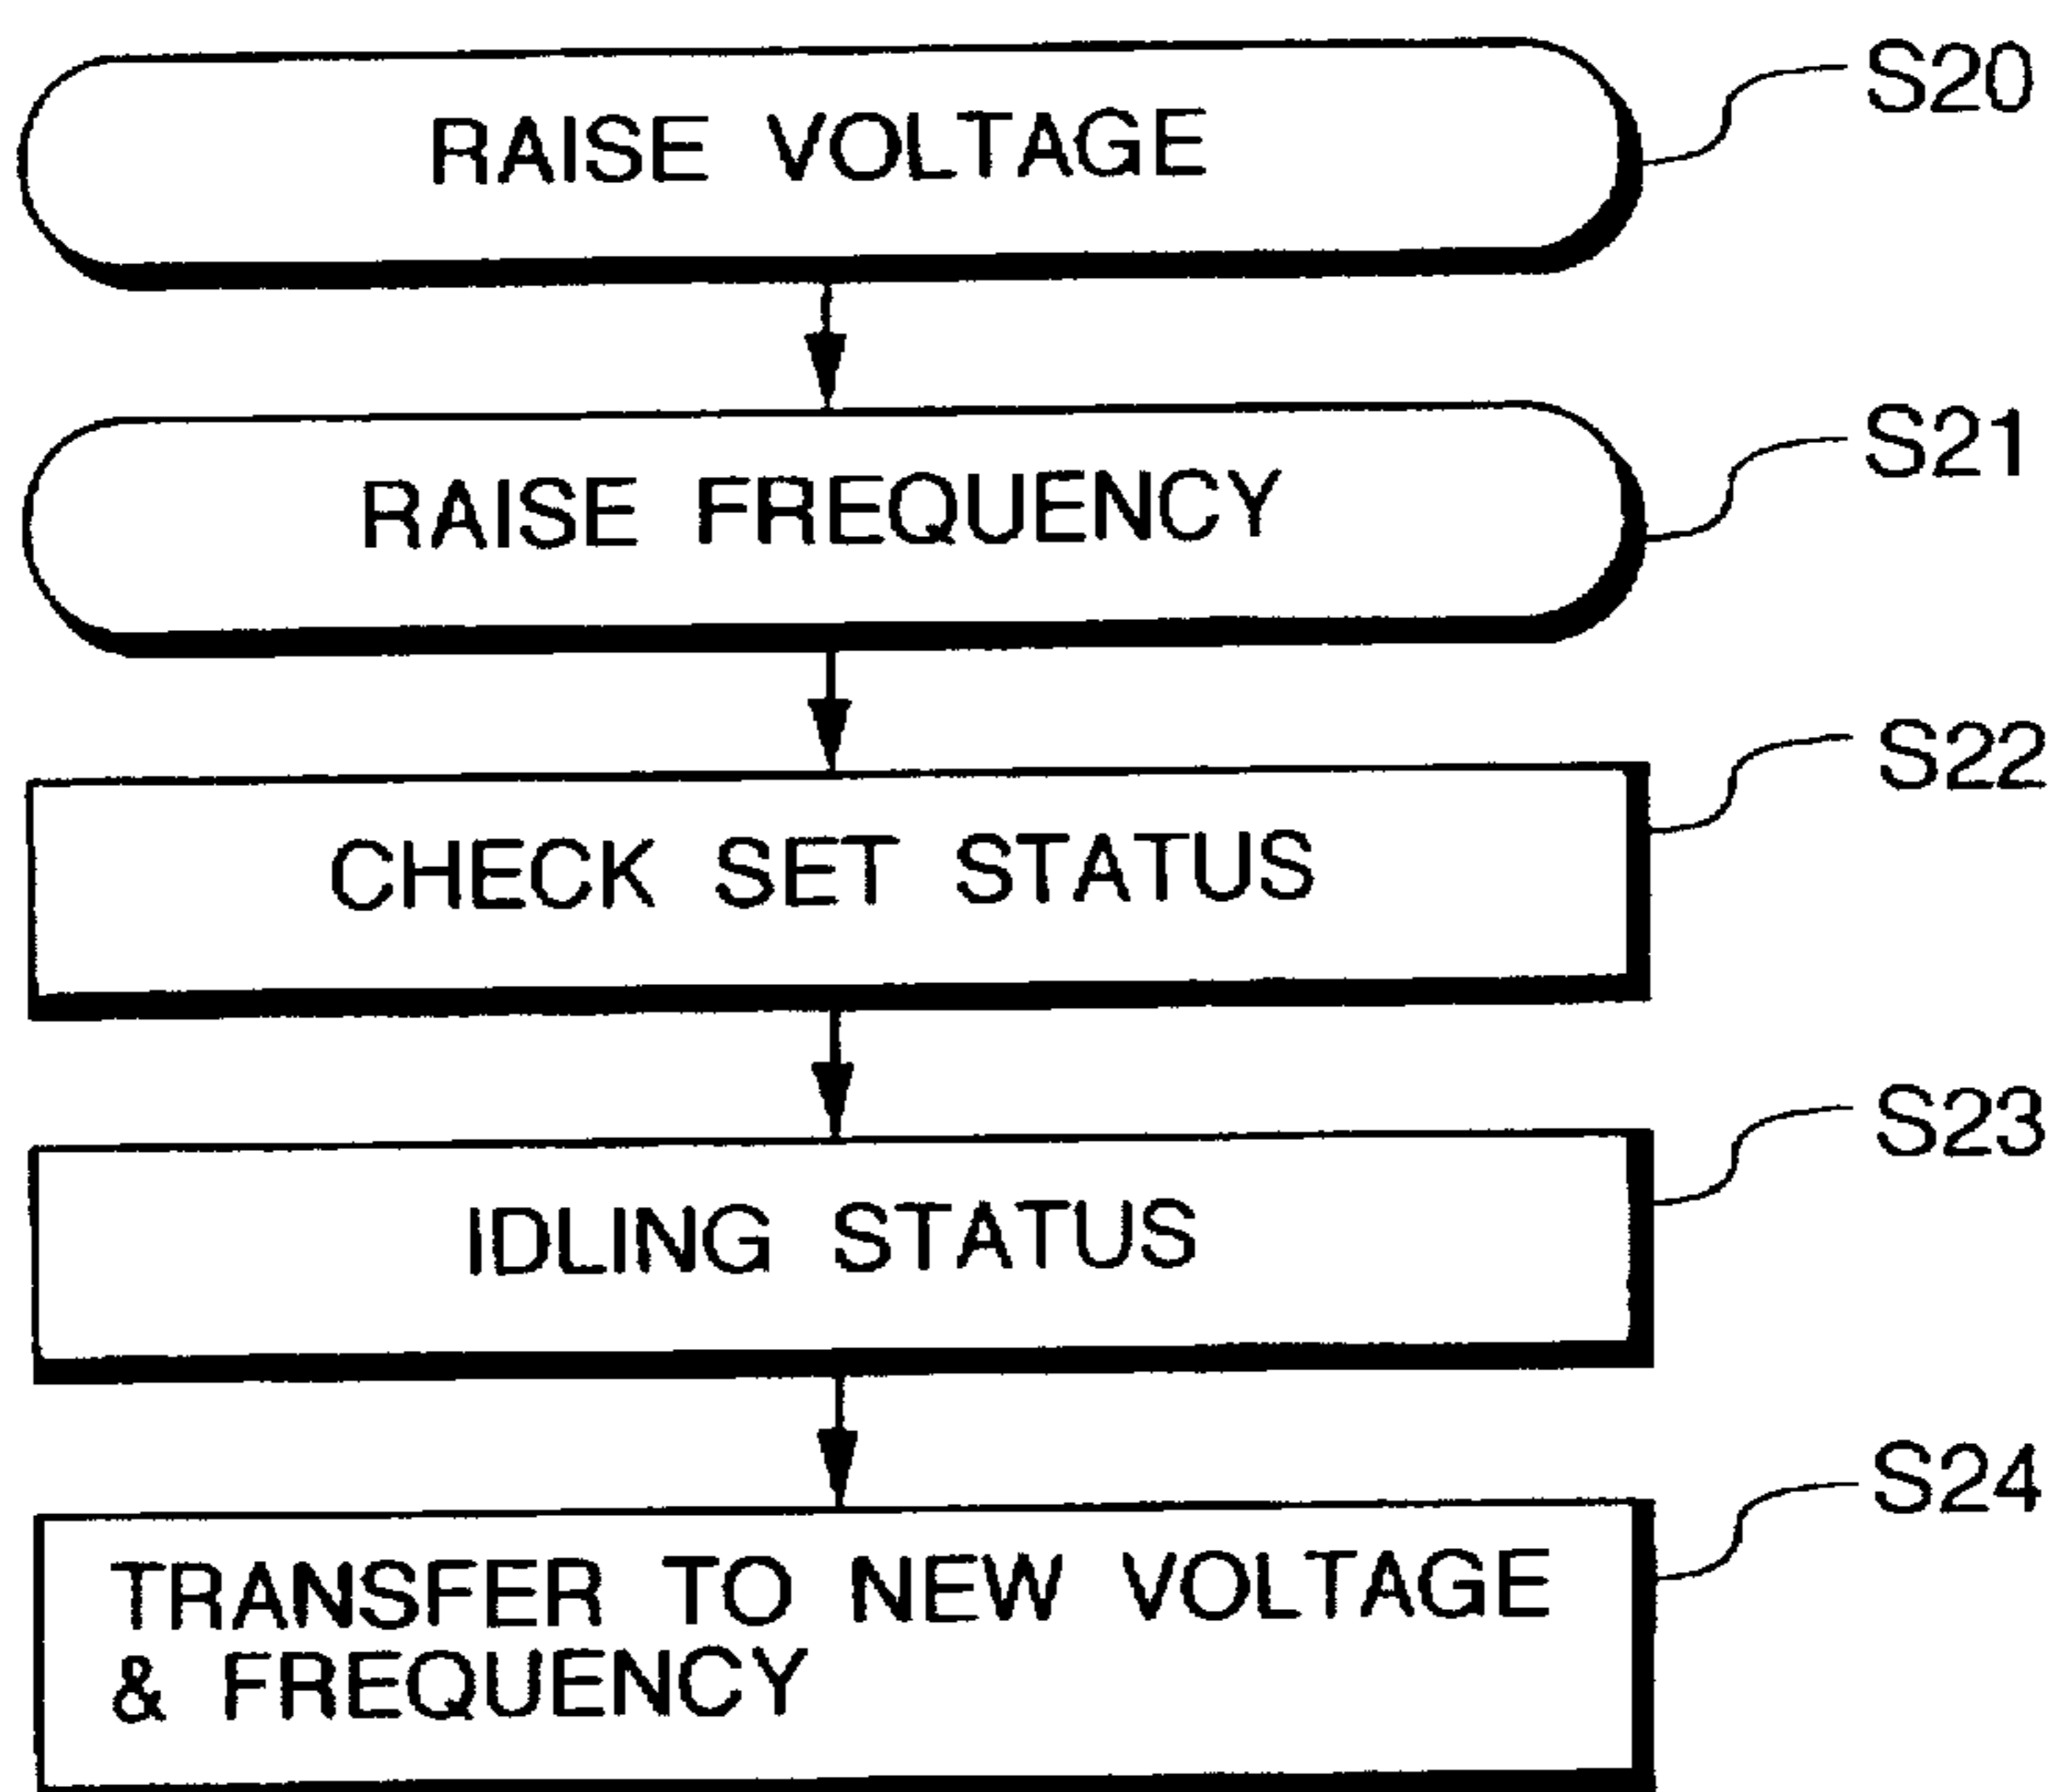 RAISE VOLTAGE
S20
RAISE FREQUENCY
S21
CHECK SET STATUS
S22
IDLING STATUS
S23
TRANSFER TO NEW VOLTAGE
& FREQUENCY
S24